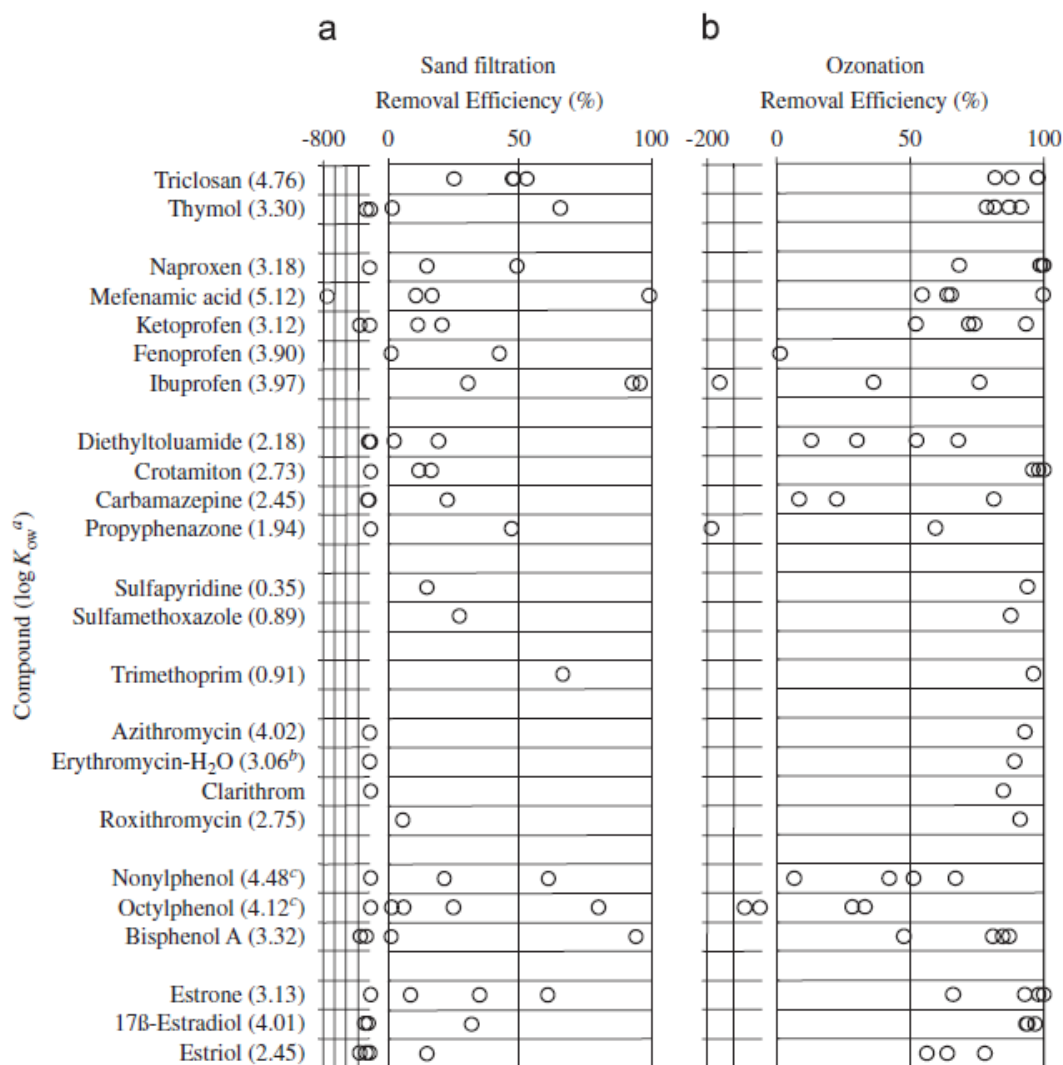 a
b
Sand filtration
Ozonation
Removal Efficiency (%)
Removal Efficiency (%)
-800 0 50 100
-200 0 50 100
Compound (log Kowᵃ)
Triclosan (4.76)
Thymol (3.30)
Naproxen (3.18)
Mefenamic acid (5.12)
Ketoprofen (3.12)
Fenoprofen (3.90)
Ibuprofen (3.97)
Diethyltoluamide (2.18)
Crotamiton (2.73)
Carbamazepine (2.45)
Propyphenazone (1.94)
Sulfapyridine (0.35)
Sulfamethoxazole (0.89)
Trimethoprim (0.91)
Azithromycin (4.02)
Erythromycin-H₂O (3.06ᵇ)
Clarithrom
Roxithromycin (2.75)
Nonylphenol (4.48ᶜ)
Octylphenol (4.12ᶜ)
Bisphenol A (3.32)
Estrone (3.13)
17ß-Estradiol (4.01)
Estriol (2.45)